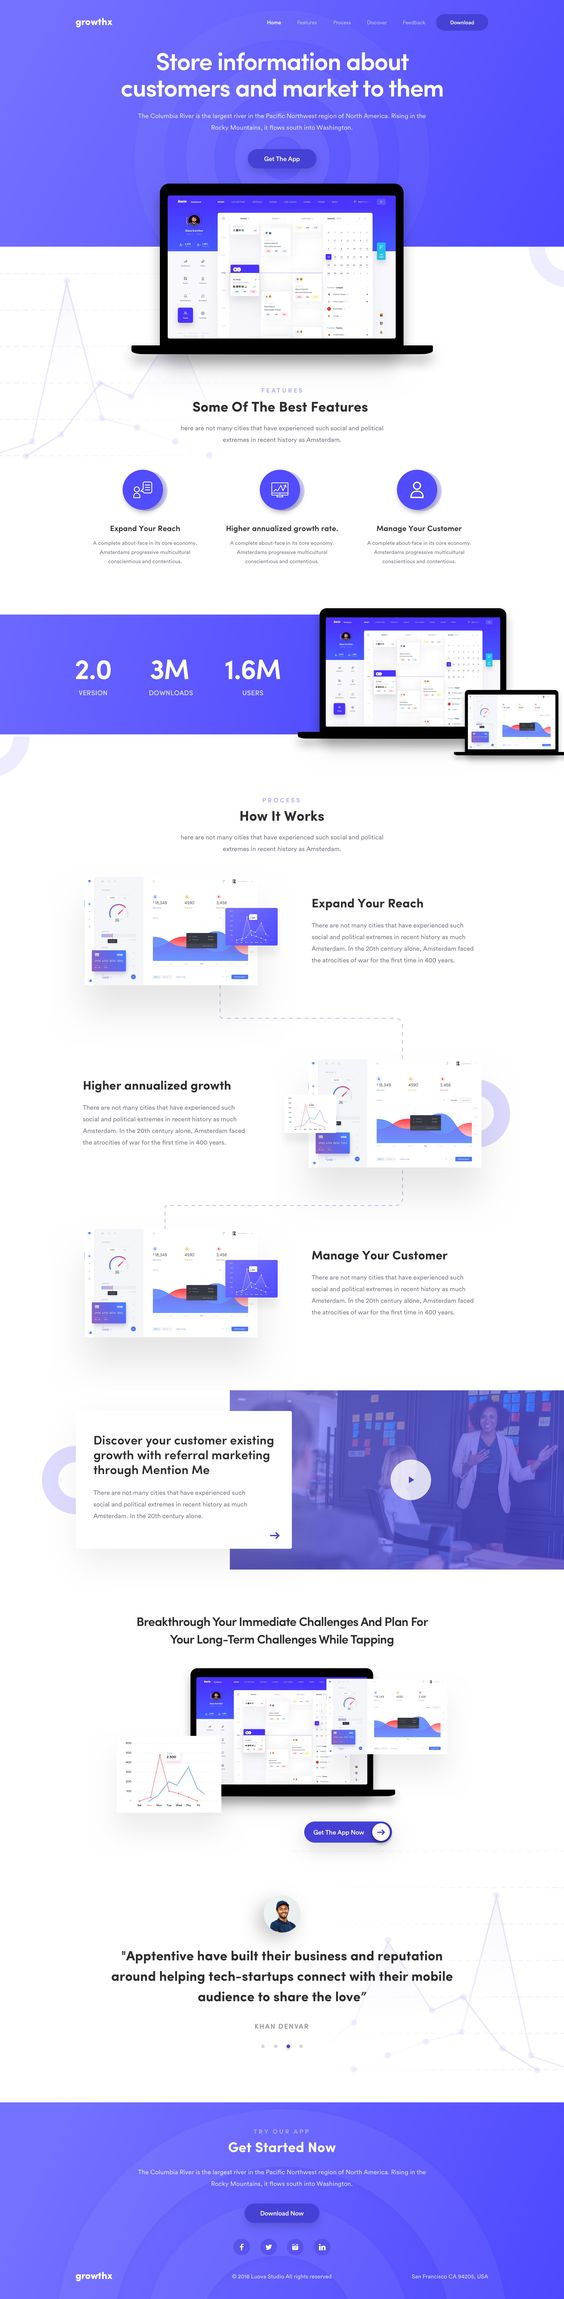 growthx
Home
Features
Process
Discover
Feedback
Download
Store information about
customers and market to them
The Columbia River is the largest river in the Pacific Northwest region of North America. Rising in the
Rocky Mountains, it flows south into Washington.
Get The App
FEATURES
Some Of The Best Features
here are not many cities that have experienced such social and political
extremes in recent history as Amsterdam.
Expand Your Reach
A complete about-face in its core economy.
Amsterdams progressive multicultural
conscientious and contentious.
Higher annualized growth rate.
A complete about-face in its core economy.
Amsterdams progressive multicultural
conscientious and contentious.
Manage Your Customer
A complete about-face in its core economy.
Amsterdams progressive multicultural
conscientious and contentious.
2.0
VERSION
3M
DOWNLOADS
1.6M
USERS
PROCESS
How It Works
here are not many cities that have experienced such social and political
extremes in recent history as Amsterdam.
Expand Your Reach
There are not many cities that have experienced such
social and political extremes in recent history as much
Amsterdam. In the 20th century alone, Amsterdam faced
the atrocities of war for the first time in 400 years.
Higher annualized growth
There are not many cities that have experienced such
social and political extremes in recent history as much
Amsterdam. In the 20th century alone, Amsterdam faced
the atrocities of war for the first time in 400 years.
Manage Your Customer
There are not many cities that have experienced such
social and political extremes in recent history as much
Amsterdam. In the 20th century alone, Amsterdam faced
the atrocities of war for the first time in 400 years.
Discover your customer existing
growth with referral marketing
through Mention Me
There are not many cities that have experienced such
social and political extremes in recent history as much
Amsterdam. In the 20th century alone.
Breakthrough Your Immediate Challenges And Plan For
Your Long-Term Challenges While Tapping
Get The App Now
"Apptentive have built their business and reputation
around helping tech-startups connect with their mobile
audience to share the love”
KHAN DENVAR
TRY OUR APP
Get Started Now
The Columbia River is the largest river in the Pacific Northwest region of North America. Rising in the
Rocky Mountains, it flows south into Washington.
Download Now
growthx
© 2018 Luova Studio All rights reserved
San Francisco CA 94206, USA